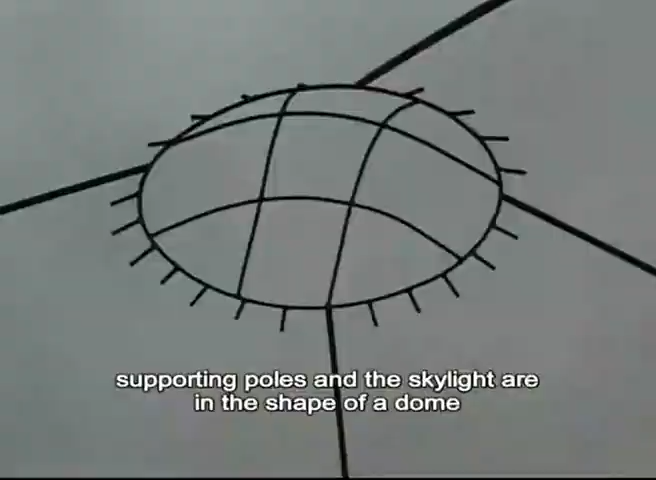 supporting poles and the skylight are
in the shape of a dome